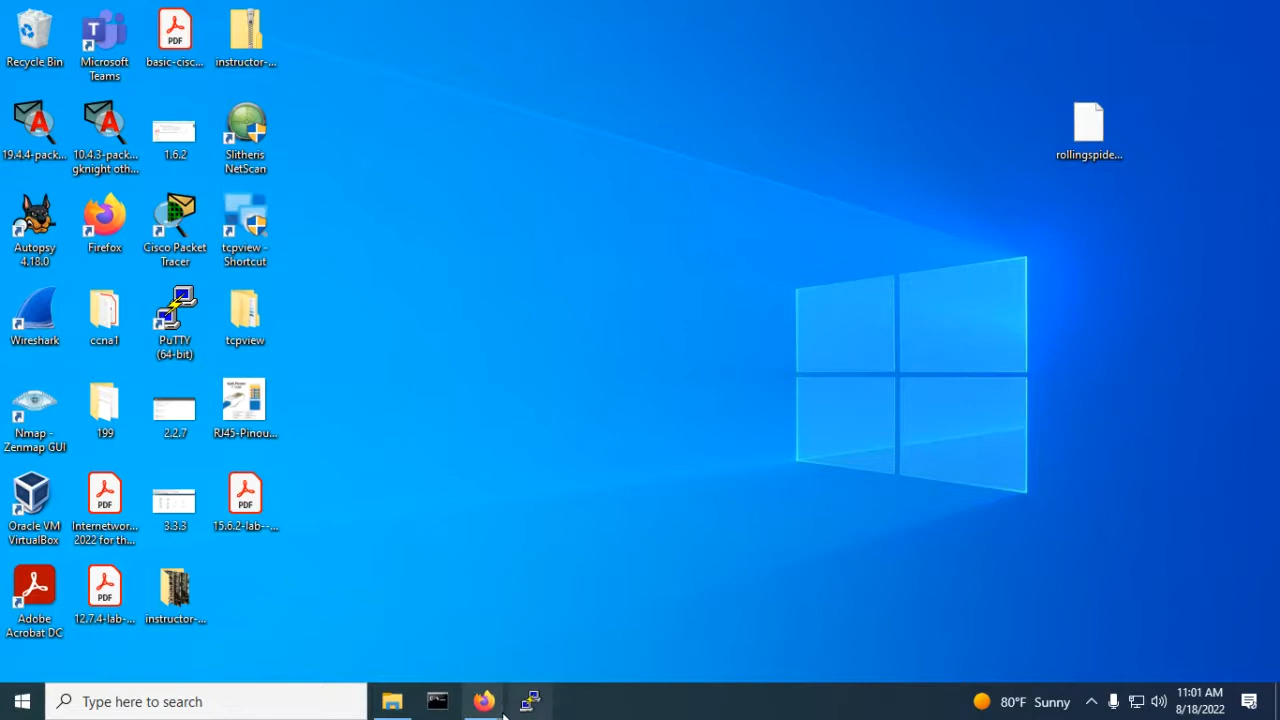 Recycle Bin
Microsoft
Teams
PDF
basic-cisc...
instructor-...
rollingspide...
19.4.4-pack...
10.4.3-pack...
gknight oth...
1.6.2
Slitheris
NetScan
Autopsy
4.18.0
Firefox
Cisco Packet
Tracer
tcpview -
Shortcut
Wireshark
ccna1
PuTTY
(64-bit)
tcpview
Nmap -
Zenmap GUI
199
2.2.7
RJ45-Pinou...
Oracle VM
VirtualBox
PDF
Internetwor...
2022 for th...
3.3.3
PDF
15.6.2-lab--...
Adobe
Acrobat DC
PDF
12.7.4-lab-...
instructor-...
Type here to search
80°F Sunny
11:01 AM
8/18/2022